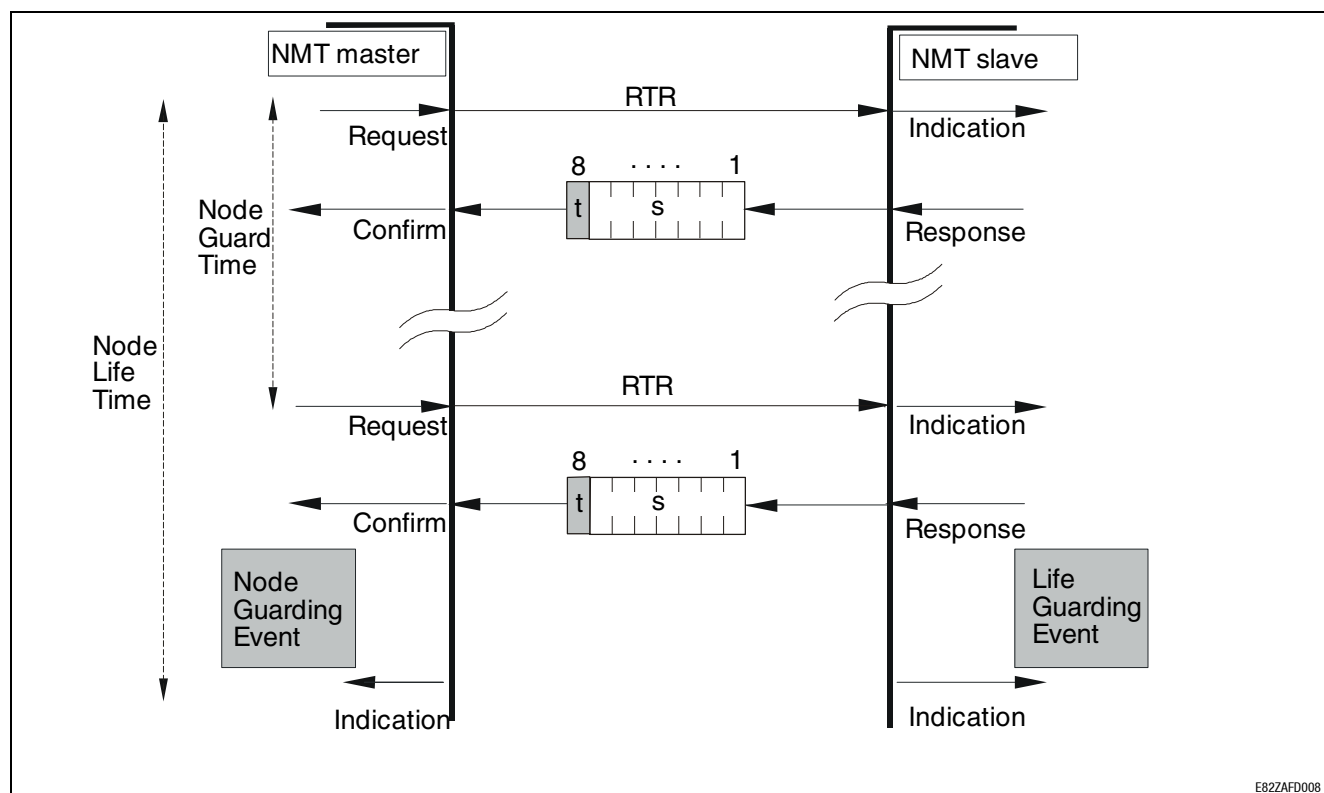 NMT master
NMT slave
RTR
Request
Indication
8 . . . . 1
t s
Confirm
Response
Node
Guard
Time
Node
Life
Time
RTR
Request
Indication
8 . . . . 1
t s
Confirm
Response
Node
Guarding
Event
Life
Guarding
Event
Indication
Indication
E82ZAFD008